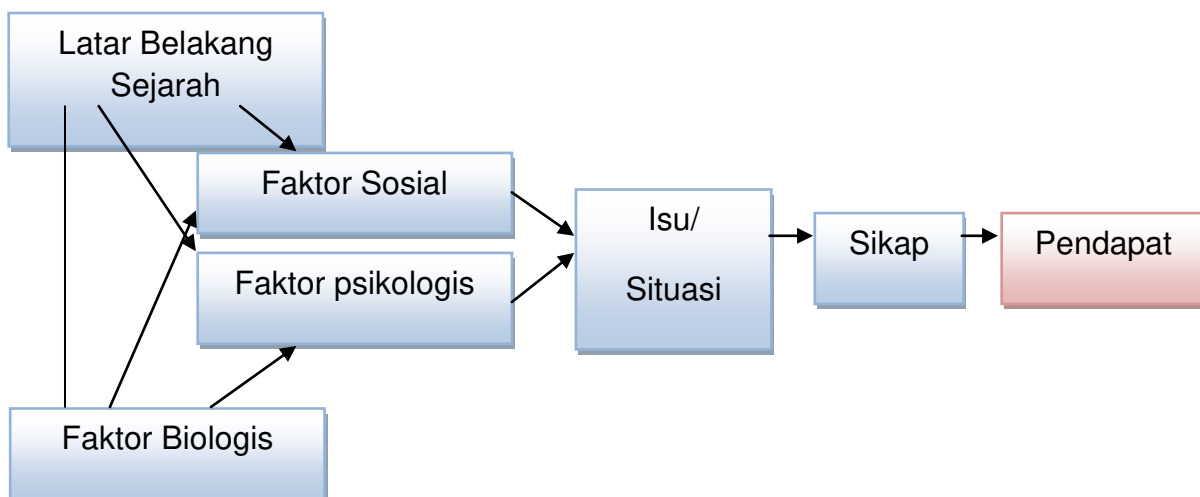 Latar Belakang
Sejarah
Faktor Sosial
Faktor psikologis
Faktor Biologis
Isu/
Situasi
Sikap
Pendapat